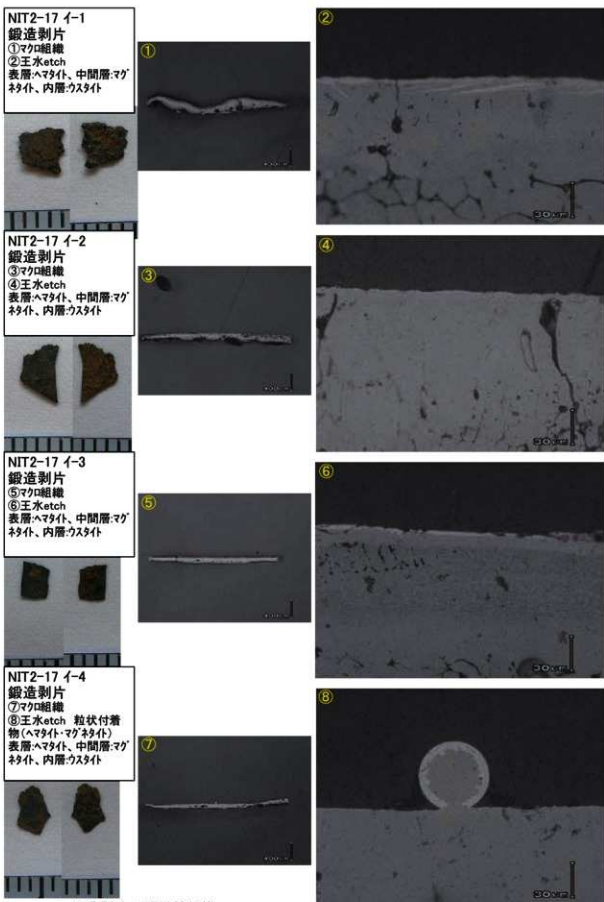 NIT2-17 イ-1
鍛造剥片
①マクロ組織
②王水etch
表層:ヘマタイト、中間層:マグ
ネタイト、内層:ウスタイト
①
400μm
②
30μm
NIT2-17 イ-2
鍛造剥片
③マクロ組織
④王水etch
表層:ヘマタイト、中間層:マグ
ネタイト、内層:ウスタイト
③
400μm
④
30μm
NIT2-17 イ-3
鍛造剥片
⑤マクロ組織
⑥王水etch
表層:ヘマタイト、中間層:マグ
ネタイト、内層:ウスタイト
⑤
400μm
⑥
30μm
NIT2-17 イ-4
鍛造剥片
⑦マクロ組織
⑧王水etch 粒状付着
物(ヘマタイト・マグネタイト)
表層:ヘマタイト、中間層:マグ
ネタイト、内層:ウスタイト
⑦
400μm
⑧
30μm